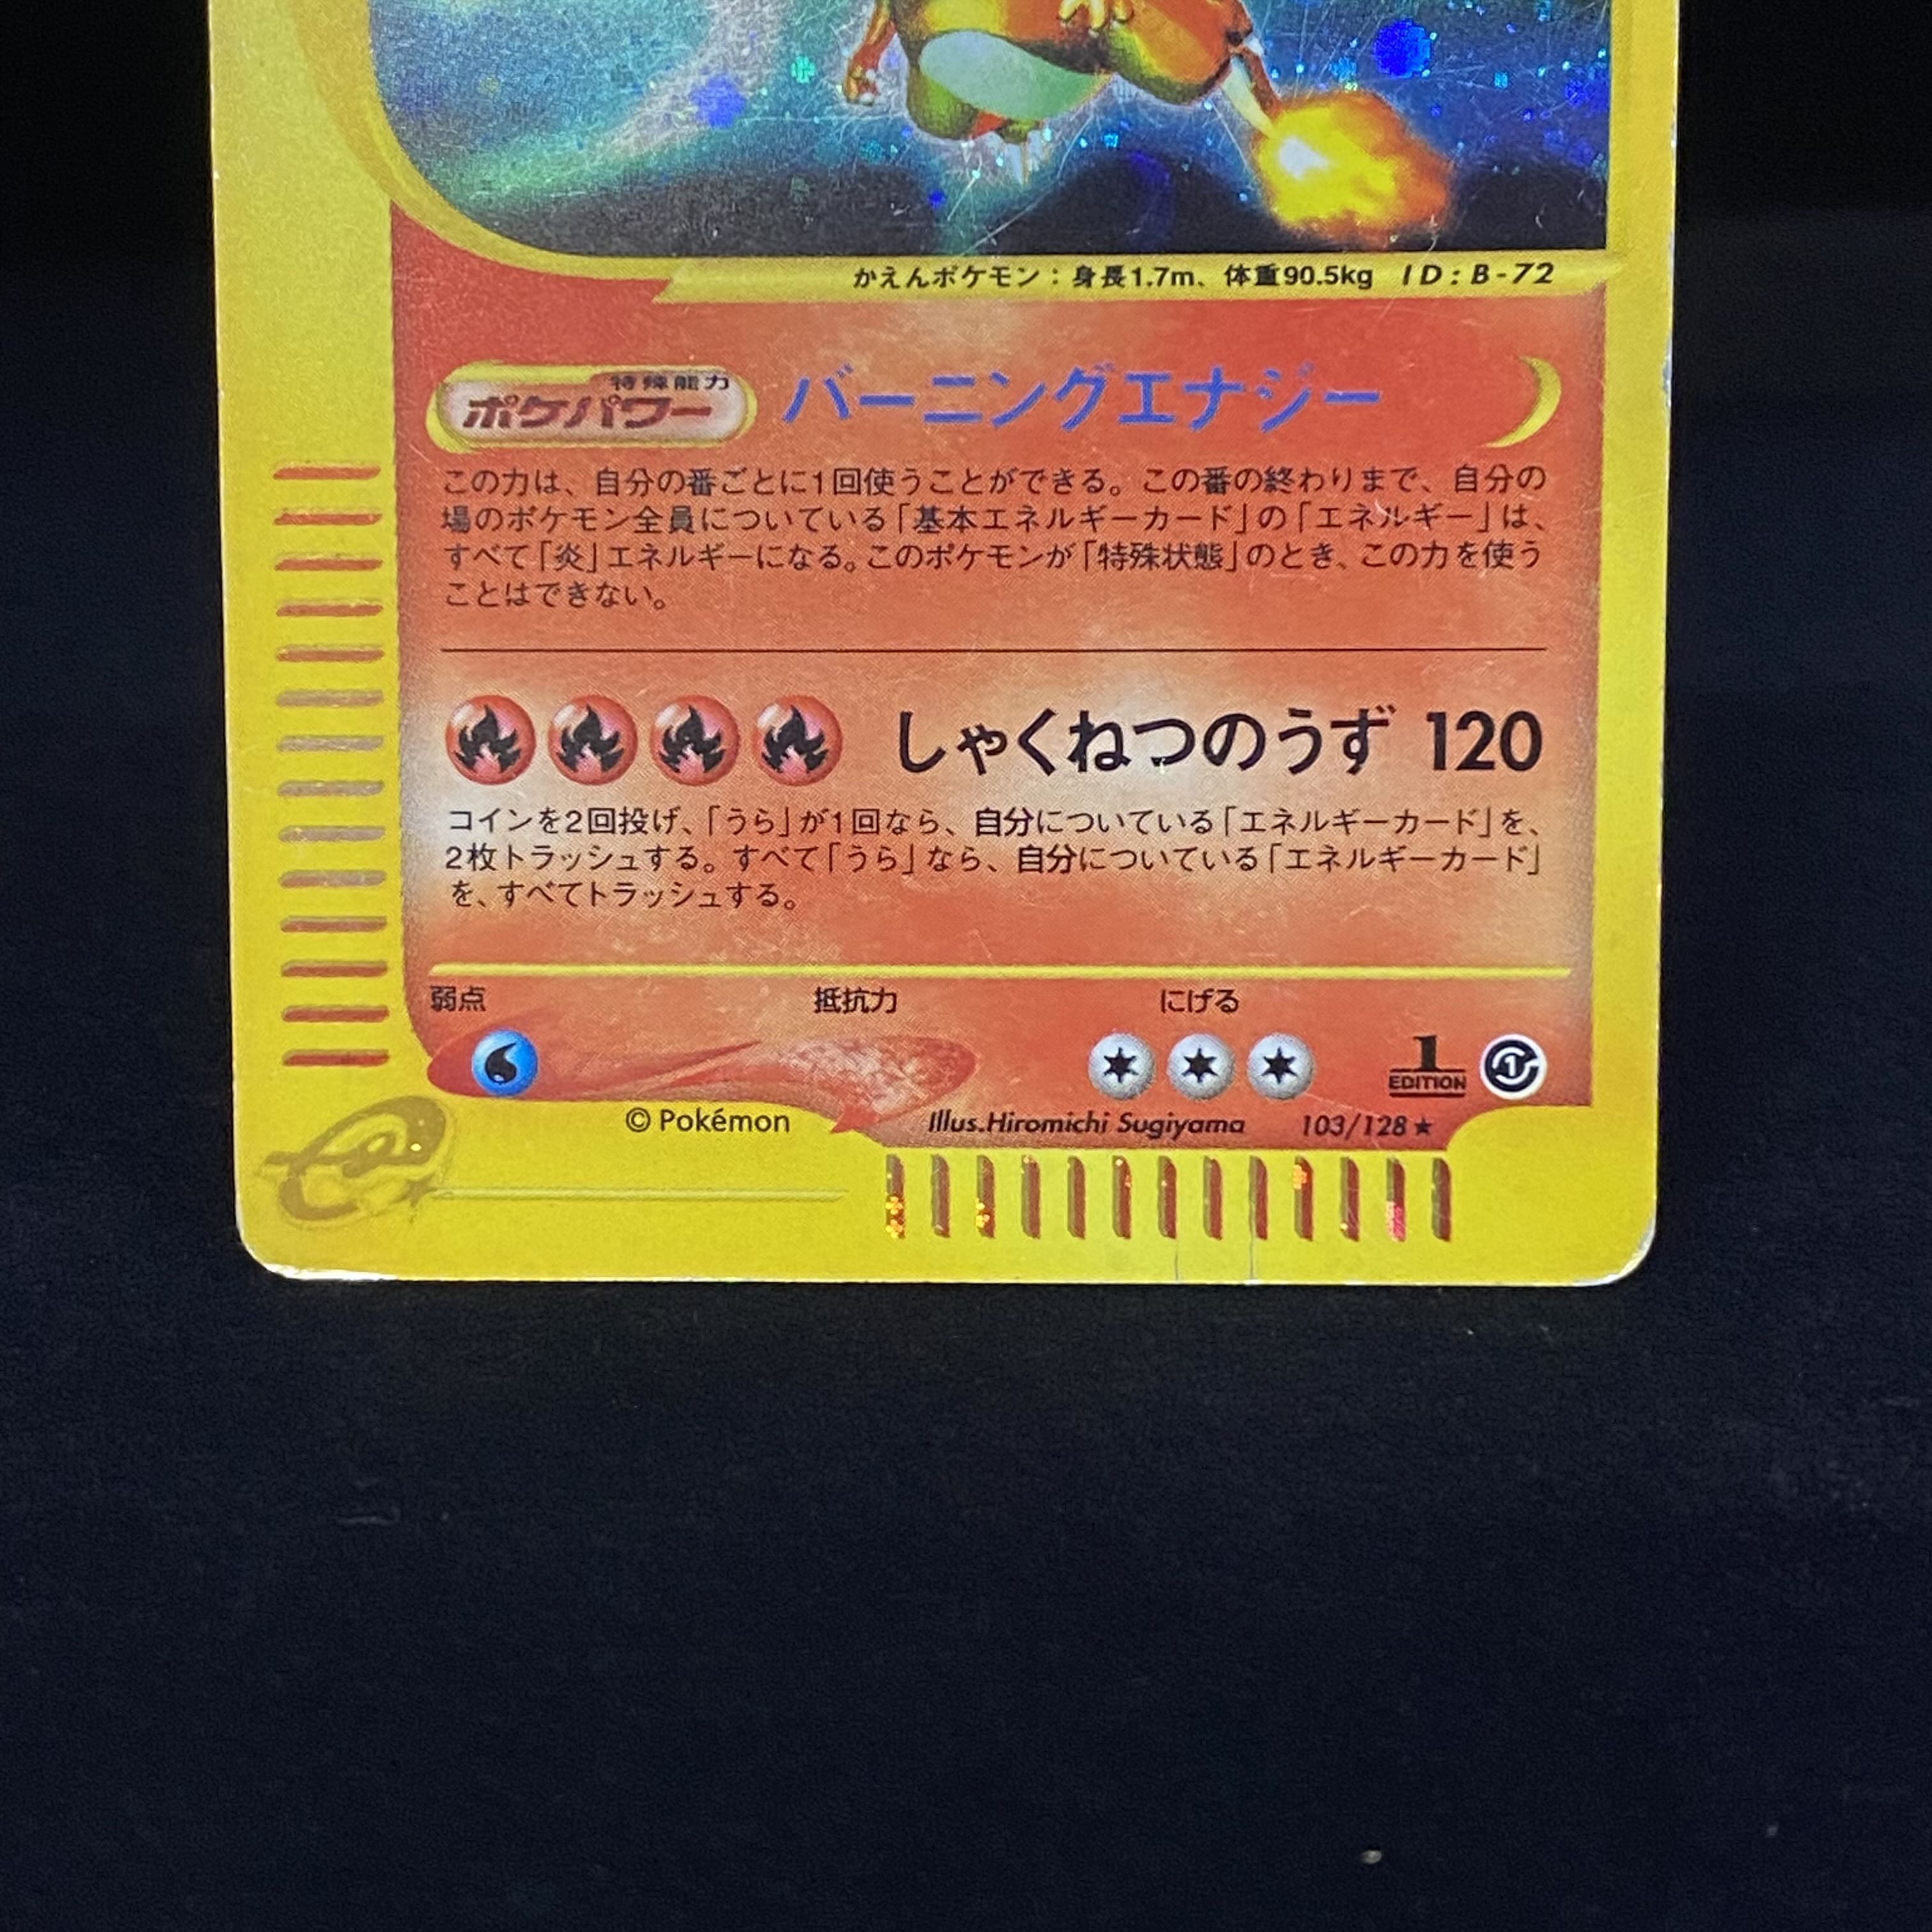 かえんポケモン：身長1.7m、体重90.5kg ID:B-72
特殊能力
ポケパワー バーニングエナジー
この力は、自分の番ごとに1回使うことができる。この番の終わりまで、自分の
場のポケモン全員についている「基本エネルギーカード」の「エネルギー」は、
すべて「炎」エネルギーになる。このポケモンが「特殊状態」のとき、この力を使う
ことはできない。
しゃくねつのうず 120
コインを2回投げ、「うら」が1回なら、自分についている「エネルギーカード」を、
2枚トラッシュする。すべて「うら」なら、自分についている「エネルギーカード」
を、すべてトラッシュする。
弱点 抵抗力 にげる
1 EDITION 1
© Pokémon Illus.Hiromichi Sugiyama 103/128★
e